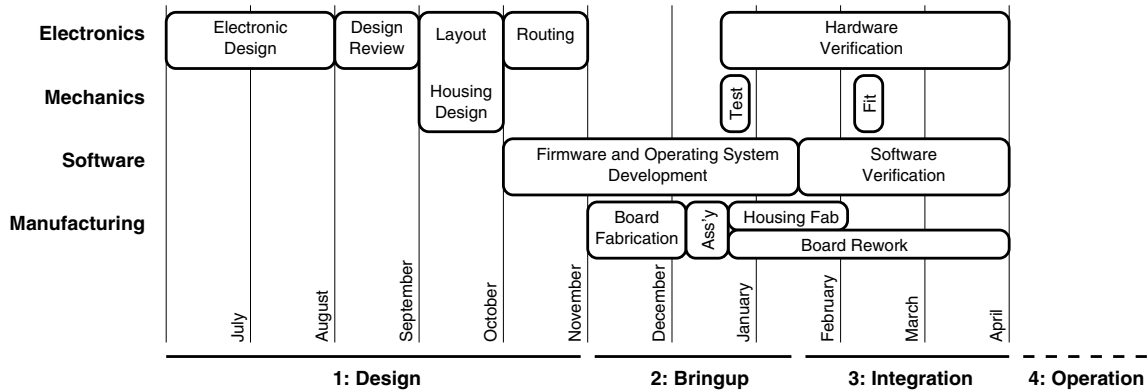 Electronics
Electronic
Design
Design
Review
Layout
Routing
Hardware
Verification
Mechanics
Housing
Design
Test
Fit
Software
Firmware and Operating System
Development
Software
Verification
Manufacturing
Board
Fabrication
Ass'y
Housing Fab
Board Rework
July
August
September
October
November
December
January
February
March
April
1: Design
2: Bringup
3: Integration
4: Operation